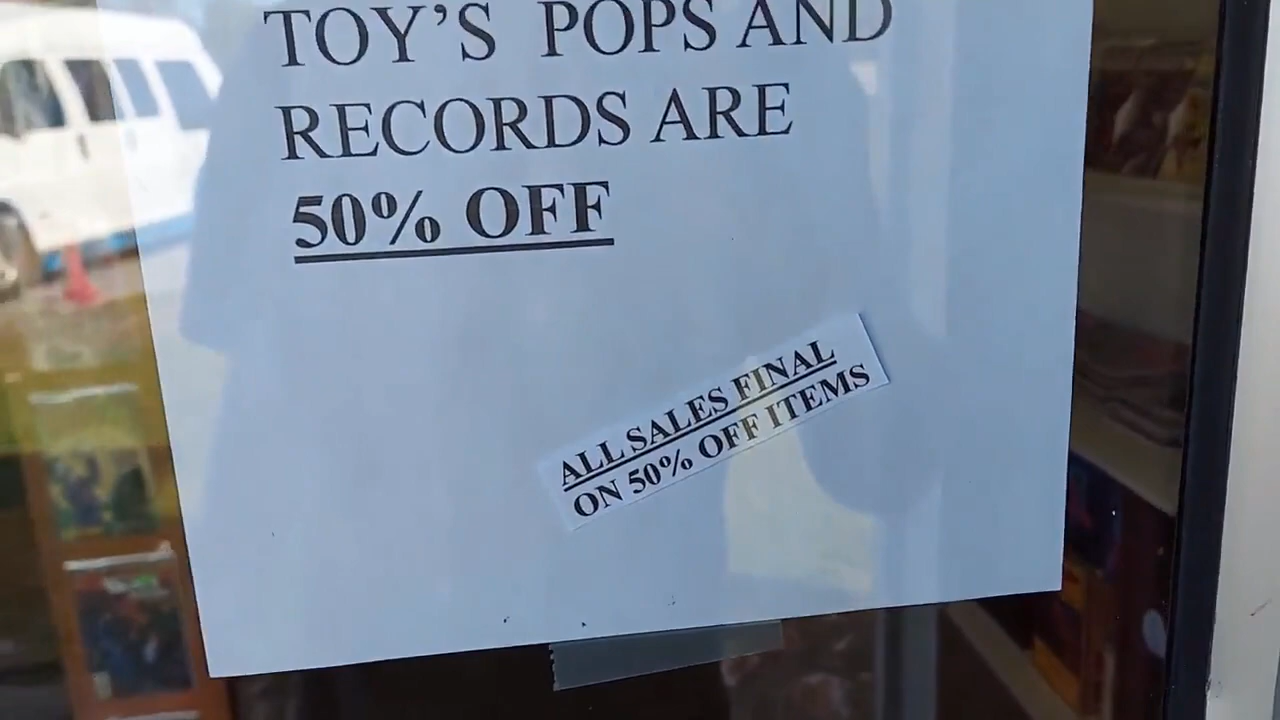 TOY'S POPS AND
RECORDS ARE
50% OFF
ALL SALES FINAL
ON 50% OFF ITEMS